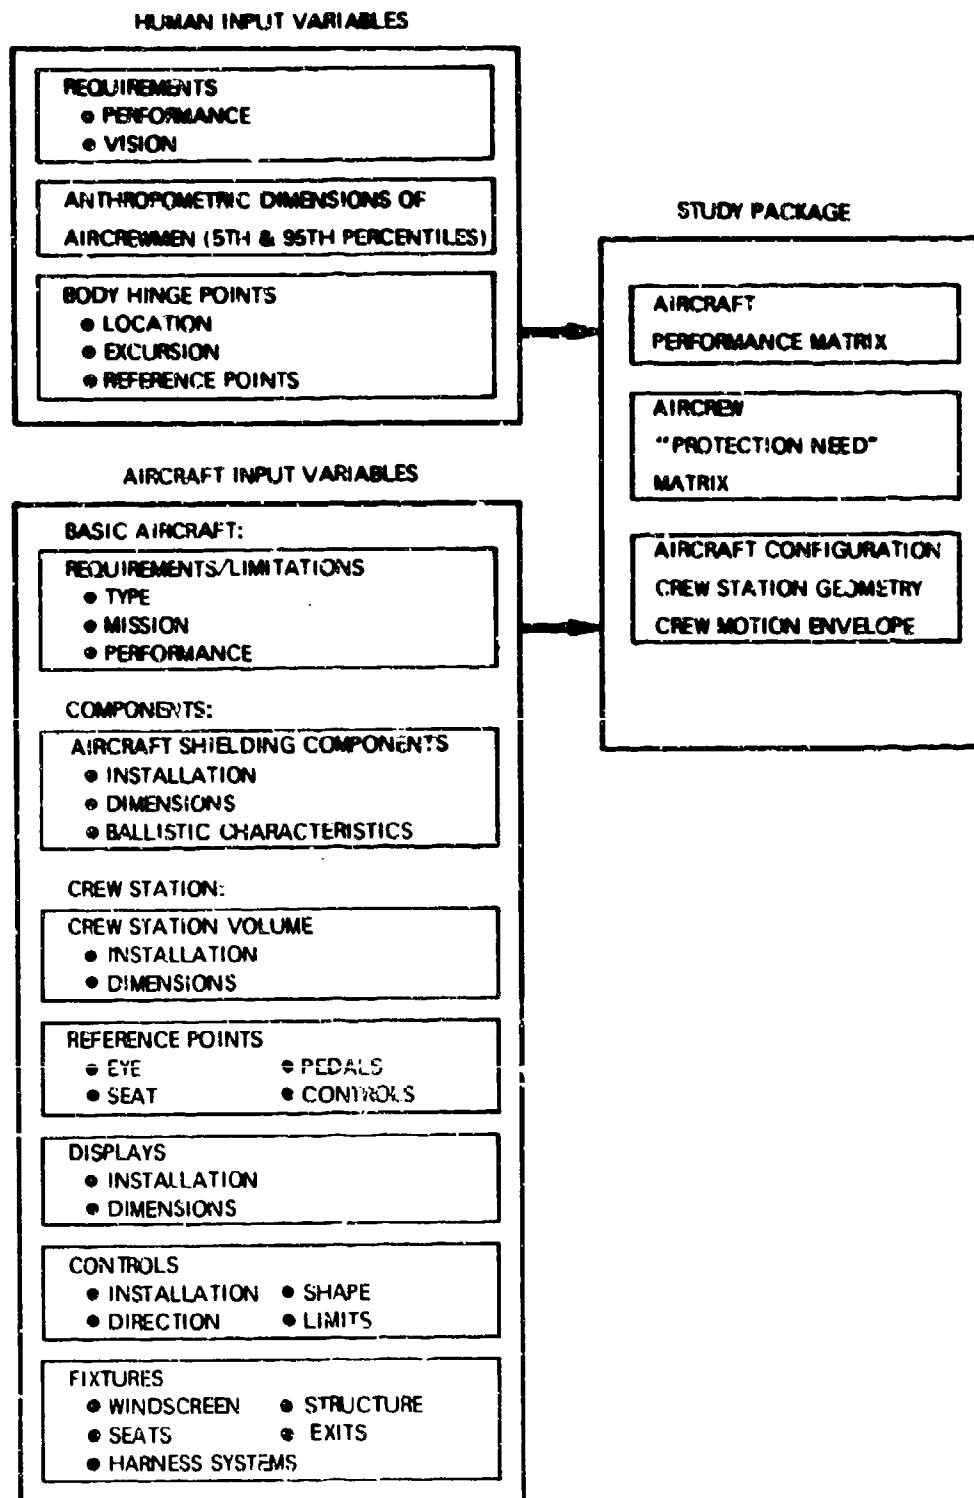 HUMAN INPUT VARIABLES
REQUIREMENTS
● PERFORMANCE
● VISION
ANTHROPOMETRIC DIMENSIONS OF
AIRCREWMEN (5TH & 95TH PERCENTILES)
BODY HINGE POINTS
● LOCATION
● EXCURSION
● REFERENCE POINTS
AIRCRAFT INPUT VARIABLES
BASIC AIRCRAFT:
REQUIREMENTS/LIMITATIONS
● TYPE
● MISSION
● PERFORMANCE
COMPONENTS:
AIRCRAFT SHIELDING COMPONENTS
● INSTALLATION
● DIMENSIONS
● BALLISTIC CHARACTERISTICS
CREW STATION:
CREW STATION VOLUME
● INSTALLATION
● DIMENSIONS
REFERENCE POINTS
● EYE ● PEDALS
● SEAT ● CONTROLS
DISPLAYS
● INSTALLATION
● DIMENSIONS
CONTROLS
● INSTALLATION ● SHAPE
● DIRECTION ● LIMITS
FIXTURES
● WINDSCREEN ● STRUCTURE
● SEATS ● EXITS
● HARNESS SYSTEMS
STUDY PACKAGE
AIRCRAFT
PERFORMANCE MATRIX
AIRCREW
"PROTECTION NEED"
MATRIX
AIRCRAFT CONFIGURATION
CREW STATION GEOMETRY
CREW MOTION ENVELOPE